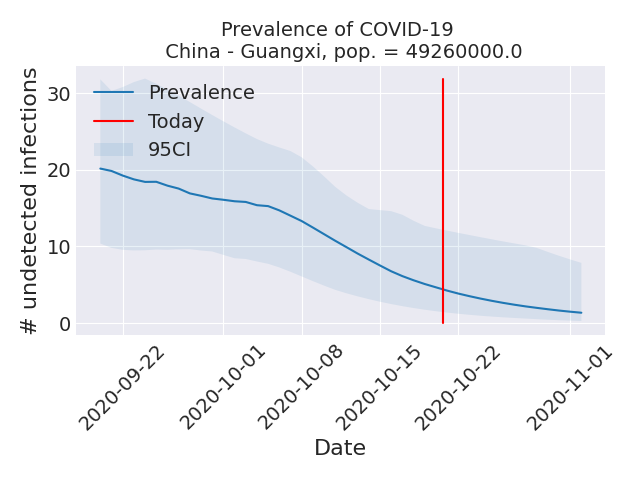 Prevalence of COVID-19
China - Guangxi, pop. = 49260000.0
30
20
10
0
# undetected infections
Prevalence
Today
95CI
2020-09-22
2020-10-01
2020-10-08
2020-10-15
2020-10-22
2020-11-01
Date